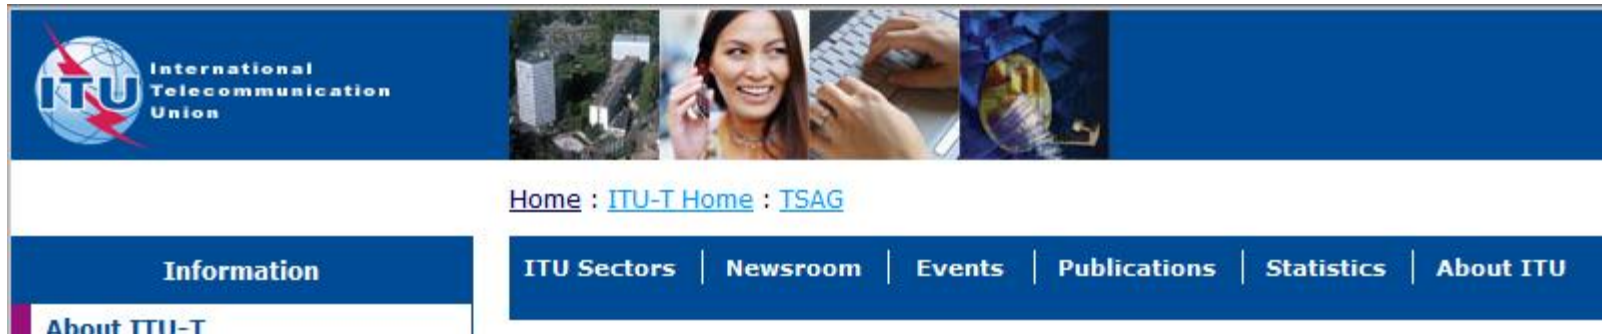 ITU
International
Telecommunication
Union
Home : ITU-T Home : TSAG
Information
ITU Sectors | Newsroom | Events | Publications | Statistics | About ITU
About ITU-T